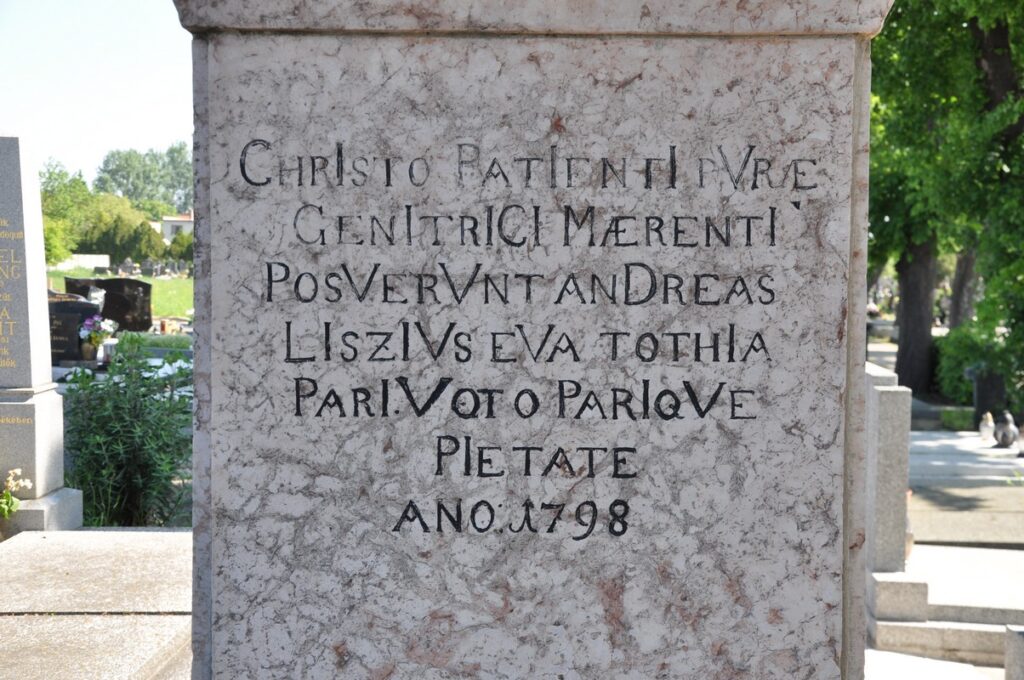 CHRISTO PATIENTI PVRÆ
GENITRICI MÆRENTI
POSVERVNT ANDREAS
LISZIVS EVA TOTHIA
PARI.VOTO PARIQVE
PIETATE
ANO. 1798